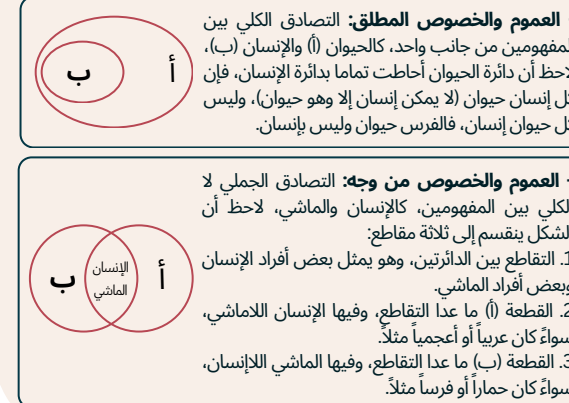 العموم والخصوص المطلق: التصادق الكلي بين
المفهومين من جانب واحد، كالحيوان (أ) والإنسان (ب)،
لاحظ أن دائرة الحيوان أحاطت تماما بدائرة الإنسان، فإن
كل إنسان حيوان (لا يمكن إنسان إلا وهو حيوان)، وليس
كل حيوان إنسان، فالفرس حيوان وليس بإنسان.
أ
ب
العموم والخصوص من وجه: التصادق الجملي لا
الكلي بين المفهومين، كالإنسان والماشي، لاحظ أن
الشكل ينقسم إلى ثلاثة مقاطع:
1. التقاطع بين الدائرتين، وهو يمثل بعض أفراد الإنسان
وبعض أفراد الماشي.
2. القطعة (أ) ما عدا التقاطع، وفيها الإنسان اللاماشي،
سواءً كان عربياً أو أعجمياً مثلاً.
3. القطعة (ب) ما عدا التقاطع، وفيها الماشي اللاإنسان،
سواءً كان حماراً أو فرساً مثلاً.
أ
الإنسان
الماشي
ب